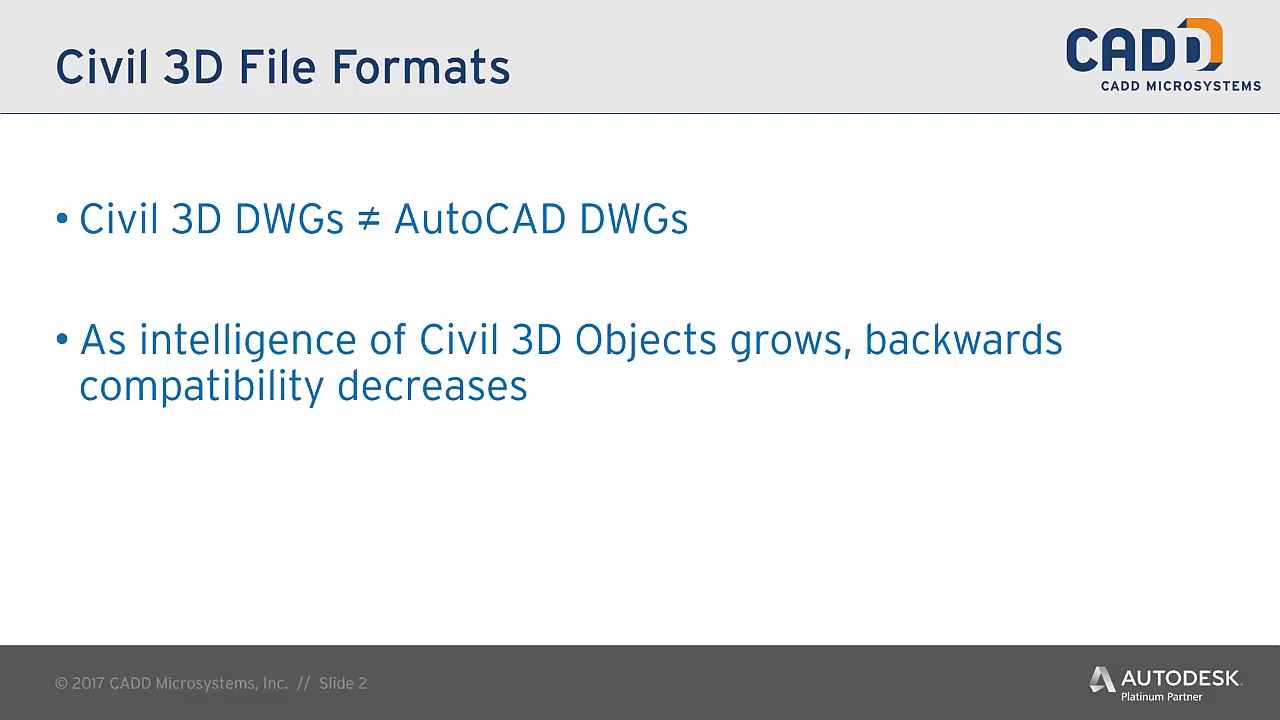 Civil 3D File Formats
CADD
CADD MICROSYSTEMS
• Civil 3D DWGs ≠ AutoCAD DWGs
• As intelligence of Civil 3D Objects grows, backwards
compatibility decreases
© 2017 CADD Microsystems, Inc. // Slide 2
AUTODESK.
Platinum Partner